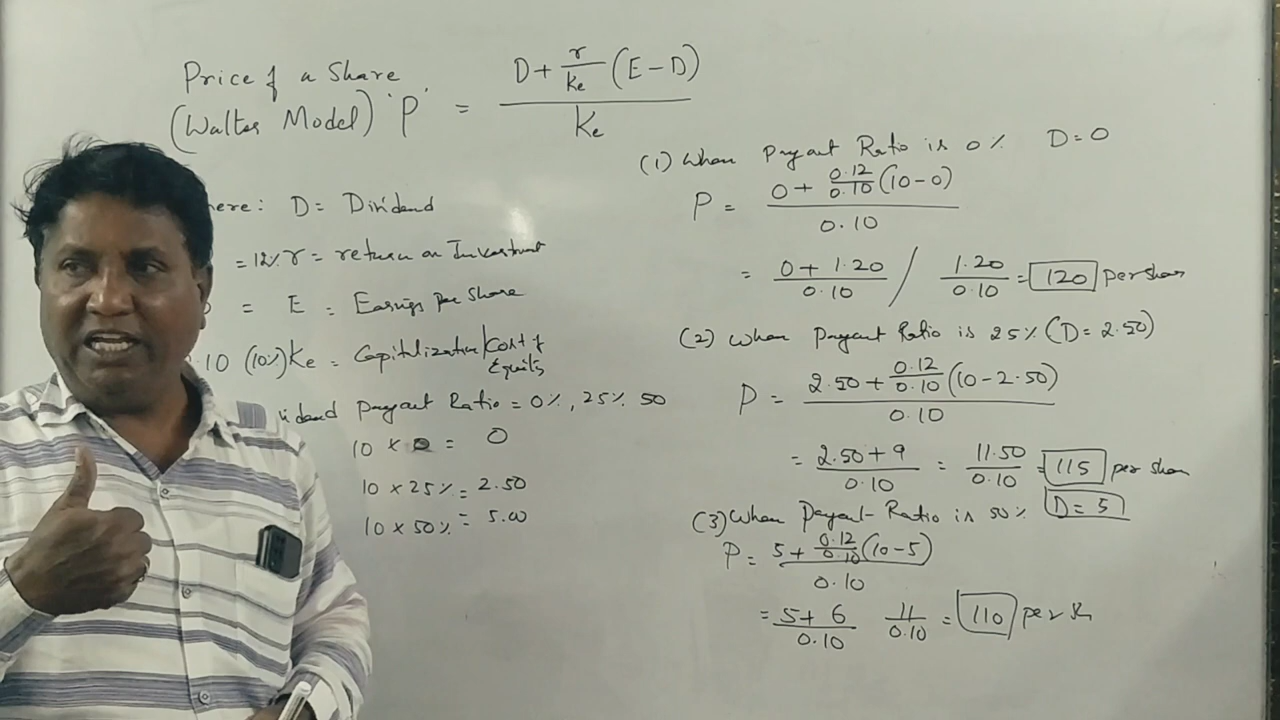 Price of a Share
(Walter Model) 'P' = D + r/Ke (E - D) / Ke
here: D = Dividend
= 12% r = return on Investment
= E = Earnings per Share
10 (10%) Ke = Capitalization/Cost of Equity
idend payout Ratio = 0%, 25% 50
10 × 0 = 0
10 × 25% = 2.50
10 × 50% = 5.00
(1) When Payout Ratio is 0% D = 0
P = 0 + 0.12/0.10 (10 - 0) / 0.10
= 0 + 1.20 / 0.10 / 1.20 / 0.10 = 120 per share
(2) When Payout Ratio is 25% (D = 2.50)
P = 2.50 + 0.12/0.10 (10 - 2.50) / 0.10
= 2.50 + 9 / 0.10 = 11.50 / 0.10 = 115 per share
(3) When Payout Ratio is 50% D = 5
P = 5 + 0.12/0.10 (10 - 5) / 0.10
= 5 + 6 / 0.10 11 / 0.10 = 110 per sh